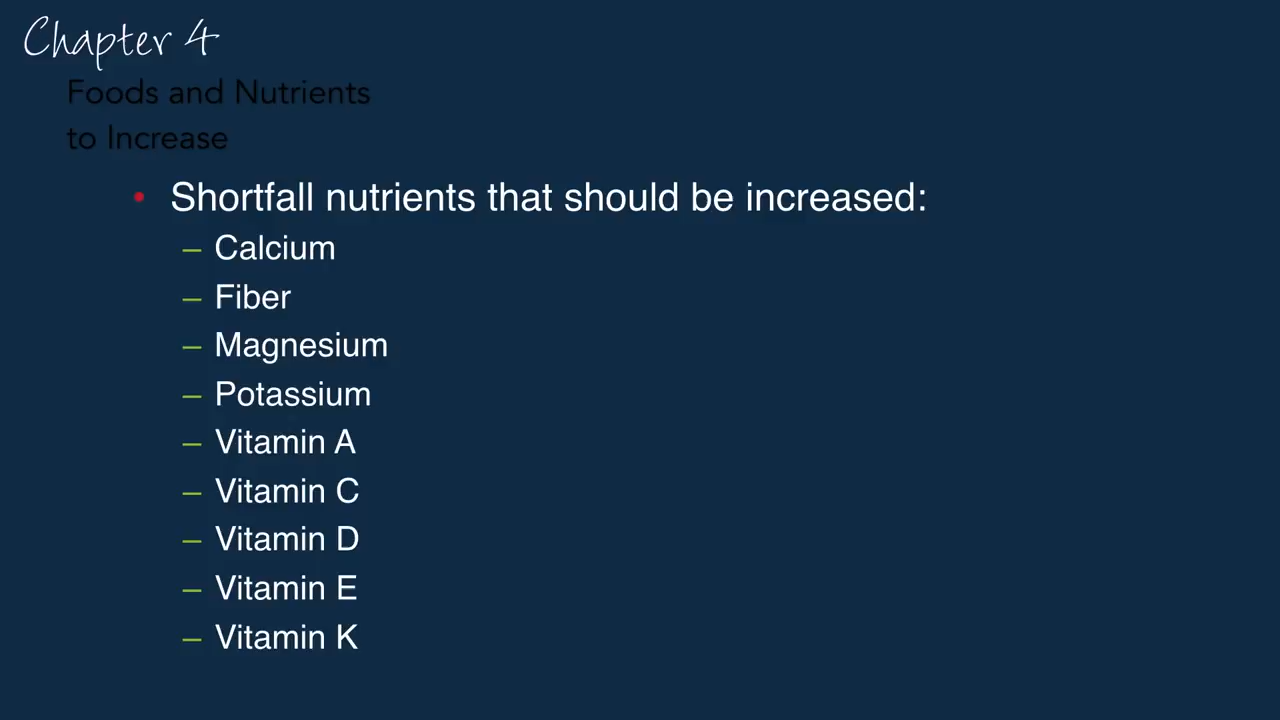 Chapter 4
Foods and Nutrients
to Increase
• Shortfall nutrients that should be increased:
– Calcium
– Fiber
– Magnesium
– Potassium
– Vitamin A
– Vitamin C
– Vitamin D
– Vitamin E
– Vitamin K